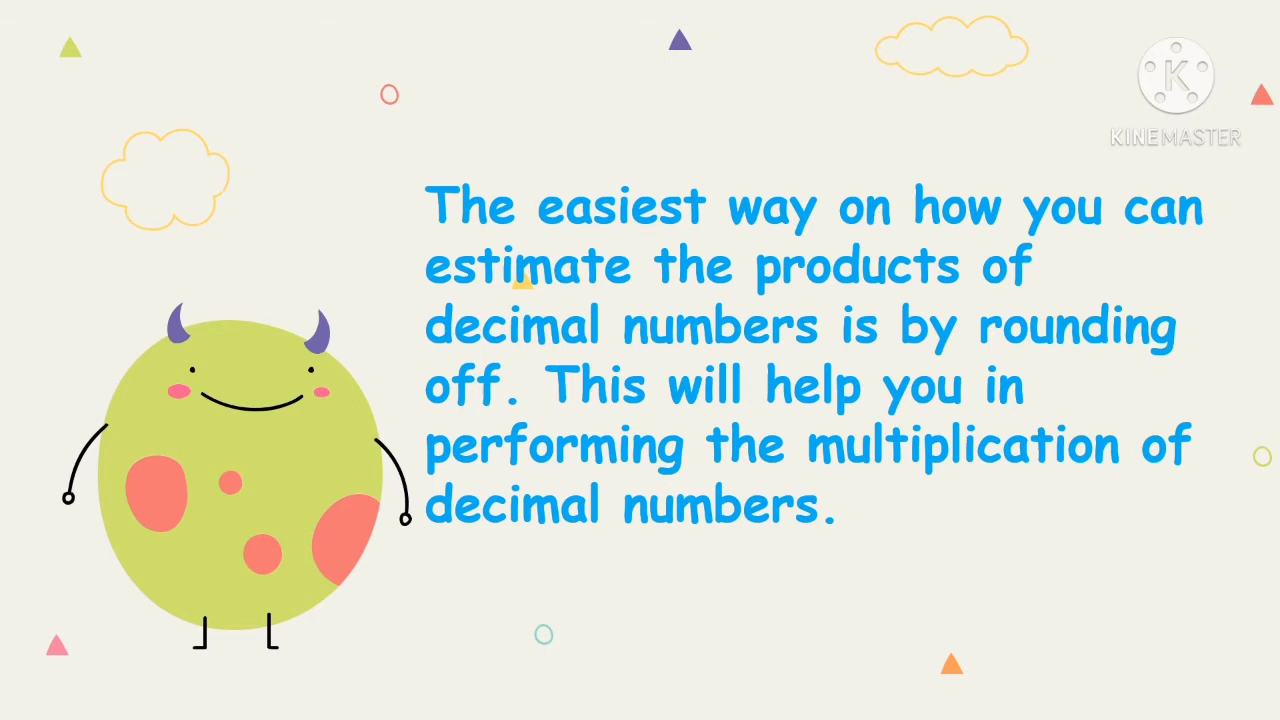 K
KINEMASTER
The easiest way on how you can
estimate the products of
decimal numbers is by rounding
off. This will help you in
performing the multiplication of
decimal numbers.